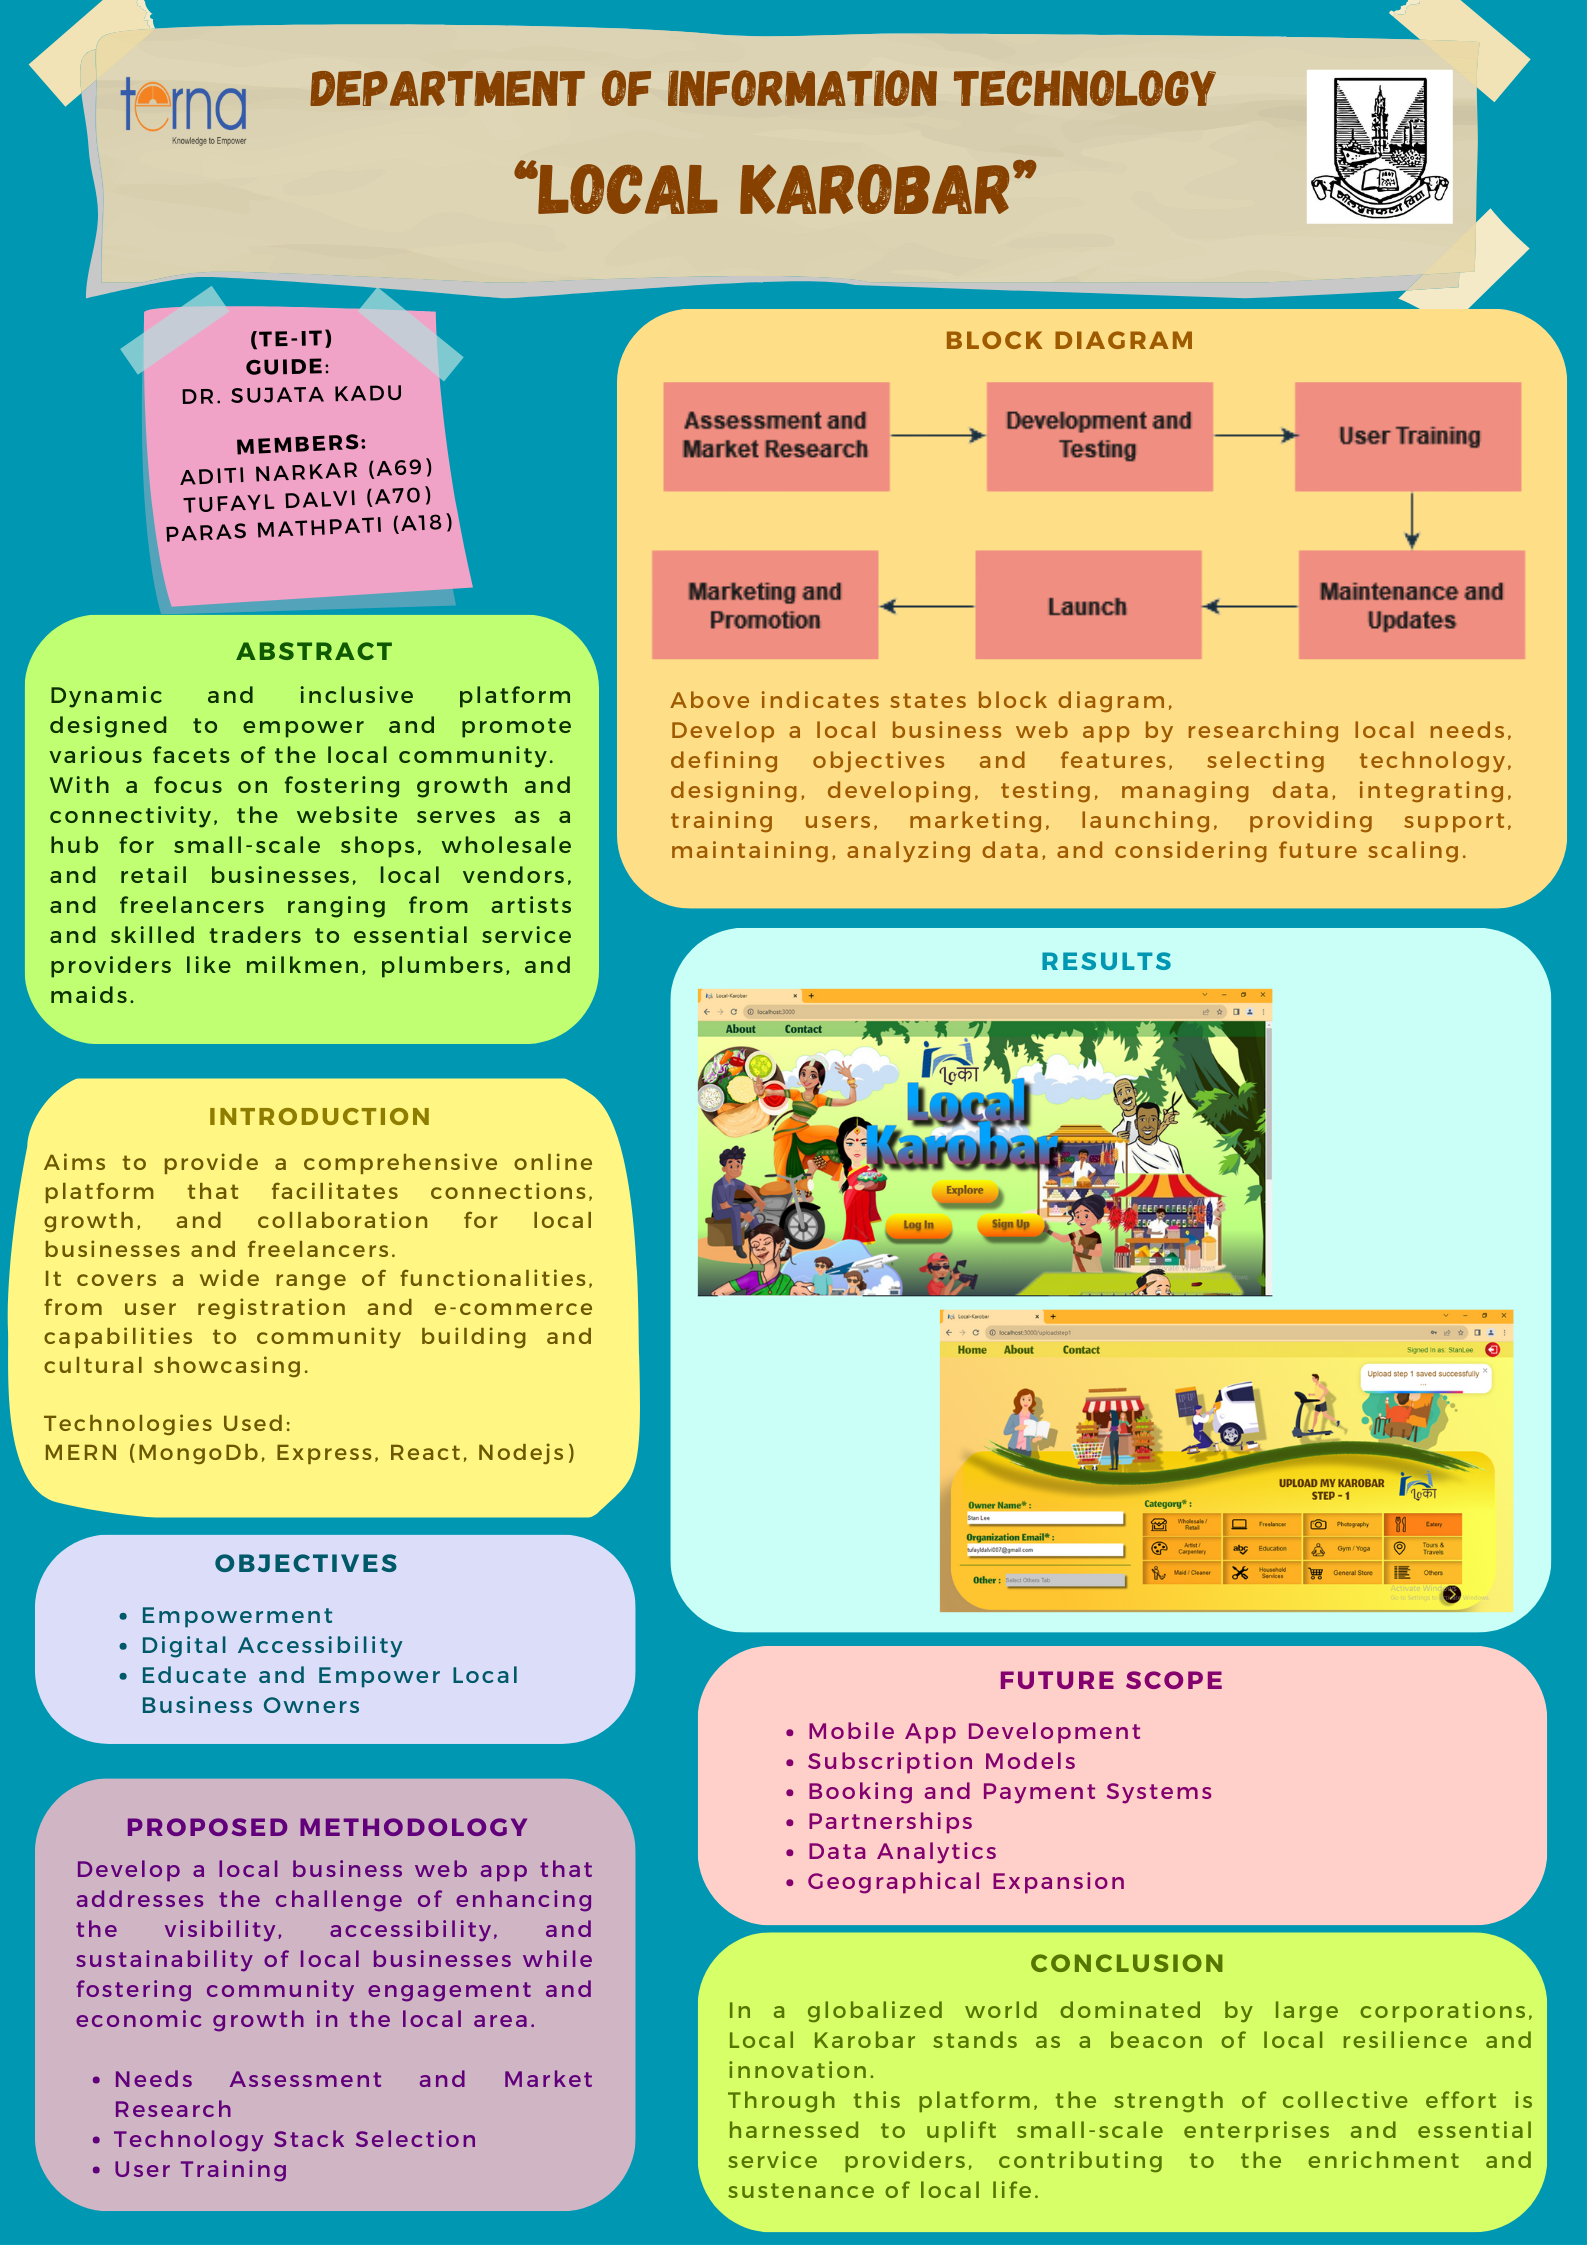 terna
Knowledge to Empower
DEPARTMENT OF INFORMATION TECHNOLOGY
“LOCAL KAROBAR”
(TE-IT)
GUIDE:
DR. SUJATA KADU
MEMBERS:
ADITI NARKAR (A69)
TUFAYL DALVI (A70)
PARAS MATHPATI (A18)
ABSTRACT
Dynamic and inclusive platform
designed to empower and promote
various facets of the local community.
With a focus on fostering growth and
connectivity, the website serves as a
hub for small-scale shops, wholesale
and retail businesses, local vendors,
and freelancers ranging from artists
and skilled traders to essential service
providers like milkmen, plumbers, and
maids.
INTRODUCTION
Aims to provide a comprehensive online
platform that facilitates connections,
growth, and collaboration for local
businesses and freelancers.
It covers a wide range of functionalities,
from user registration and e-commerce
capabilities to community building and
cultural showcasing.
Technologies Used:
MERN (MongoDb, Express, React, Nodejs)
OBJECTIVES
• Empowerment
• Digital Accessibility
• Educate and Empower Local
Business Owners
PROPOSED METHODOLOGY
Develop a local business web app that
addresses the challenge of enhancing
the visibility, accessibility, and
sustainability of local businesses while
fostering community engagement and
economic growth in the local area.
• Needs Assessment and Market
Research
• Technology Stack Selection
• User Training
BLOCK DIAGRAM
Assessment and
Market Research
Development and
Testing
User Training
Marketing and
Promotion
Launch
Maintenance and
Updates
Above indicates states block diagram,
Develop a local business web app by researching local needs,
defining objectives and features, selecting technology,
designing, developing, testing, managing data, integrating,
training users, marketing, launching, providing support,
maintaining, analyzing data, and considering future scaling.
RESULTS
Local-Karobar
localhost:3000
About Contact
Local
Karobar
Explore
Log In Sign Up
Local-Karobar
localhost:3000/uploadstep1
Home About Contact
Signed In as: StanLee
Upload step 1 saved successfully
...
UPLOAD MY KAROBAR
STEP - 1
Owner Name* :
Stan Lee
Organization Email* :
tufayldalvi007@gmail.com
Other : Select Others Tab
Category* :
Wholesale /
Retail
Freelancer
Photography
Eatery
Artist /
Carpentery
abc Education
Gym / Yoga
Tours &
Travels
Maid / Cleaner
Household
Services
General Store
Others
FUTURE SCOPE
• Mobile App Development
• Subscription Models
• Booking and Payment Systems
• Partnerships
• Data Analytics
• Geographical Expansion
CONCLUSION
In a globalized world dominated by large corporations,
Local Karobar stands as a beacon of local resilience and
innovation.
Through this platform, the strength of collective effort is
harnessed to uplift small-scale enterprises and essential
service providers, contributing to the enrichment and
sustenance of local life.